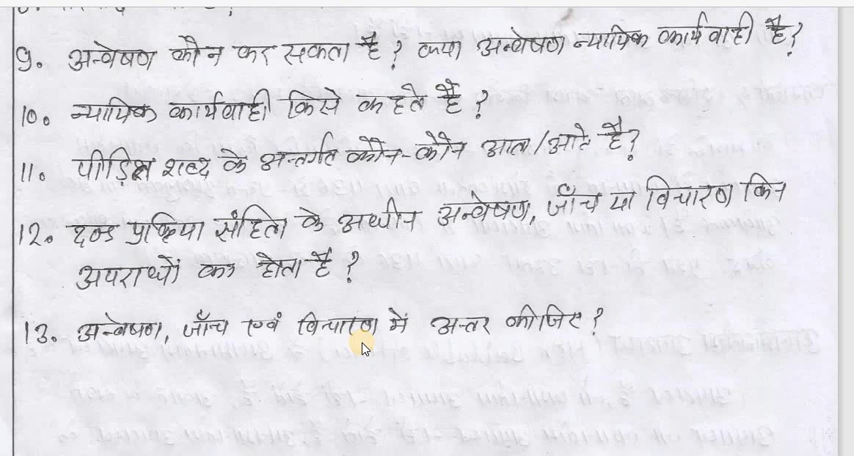 9. अन्वेषण कौन कर सकता है? क्या अन्वेषण न्यायिक कार्यवाही है?
10. न्यायिक कार्यवाही किसे कहते है?
11. पीड़ित शब्द के अन्तर्गत कौन-कौन आता/आते है?
12. दण्ड प्रक्रिया संहिता के अधीन अन्वेषण, जाँच या विचारण किन
अपराधों का होता है?
13. अन्वेषण, जाँच एवं विचारण में अन्तर कीजिए?